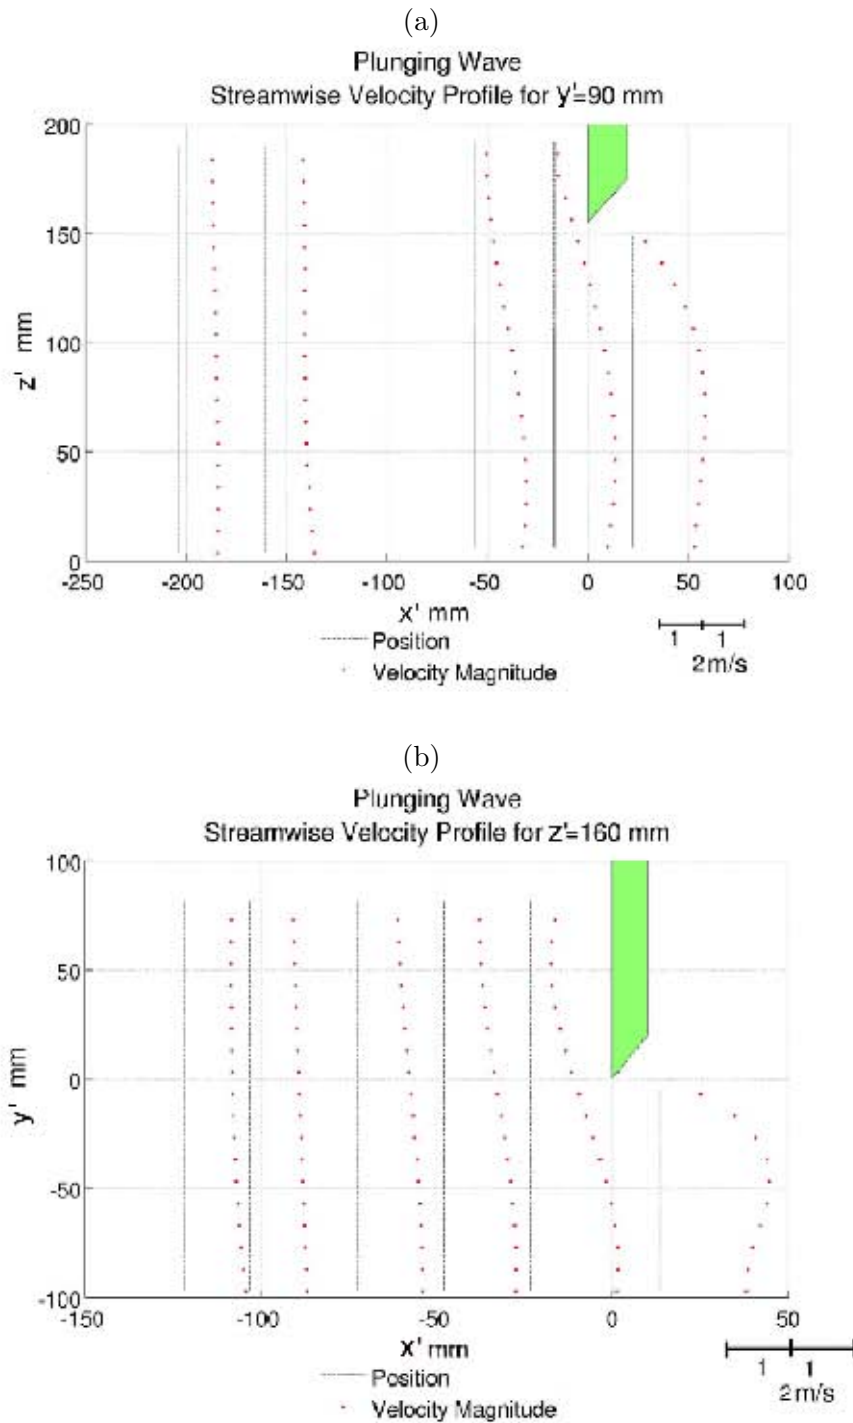 (a)
Plunging Wave
Streamwise Velocity Profile for y'=90 mm
200
150
100
50
0
z' mm
-250 -200 -150 -100 -50 0 50 100
x' mm
Position
Velocity Magnitude
1 1
2m/s
(b)
Plunging Wave
Streamwise Velocity Profile for z'=160 mm
100
50
0
-50
-100
y' mm
-150 -100 -50 0 50
x' mm
Position
Velocity Magnitude
1 1
2m/s